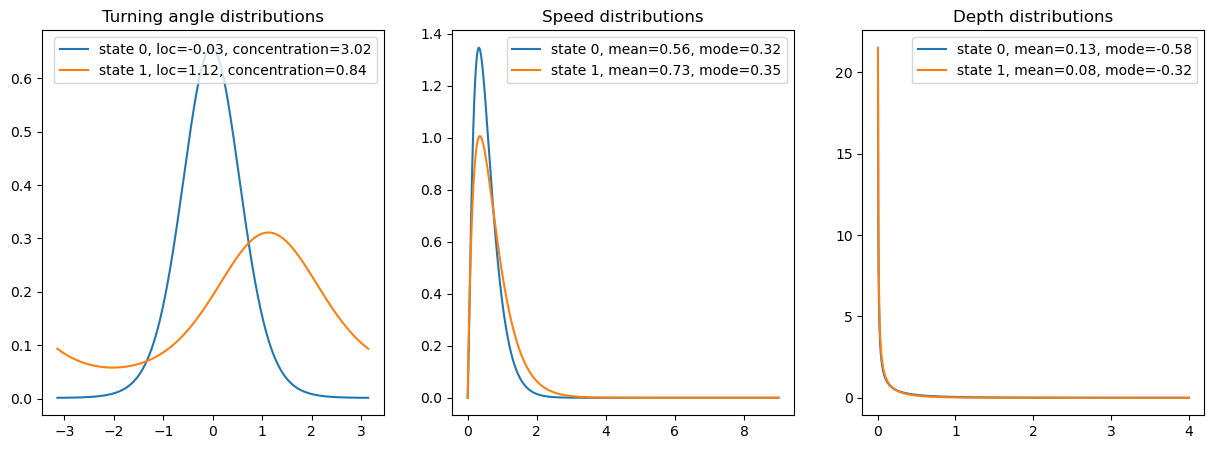 Turning angle distributions
state 0, loc=-0.03, concentration=3.02
state 1, loc=1.12, concentration=0.84
0.6
0.5
0.4
0.3
0.2
0.1
0.0
−3 −2 −1 0 1 2 3
Speed distributions
state 0, mean=0.56, mode=0.32
state 1, mean=0.73, mode=0.35
1.4
1.2
1.0
0.8
0.6
0.4
0.2
0.0
0 2 4 6 8
Depth distributions
state 0, mean=0.13, mode=-0.58
state 1, mean=0.08, mode=-0.32
20
15
10
5
0
0 1 2 3 4